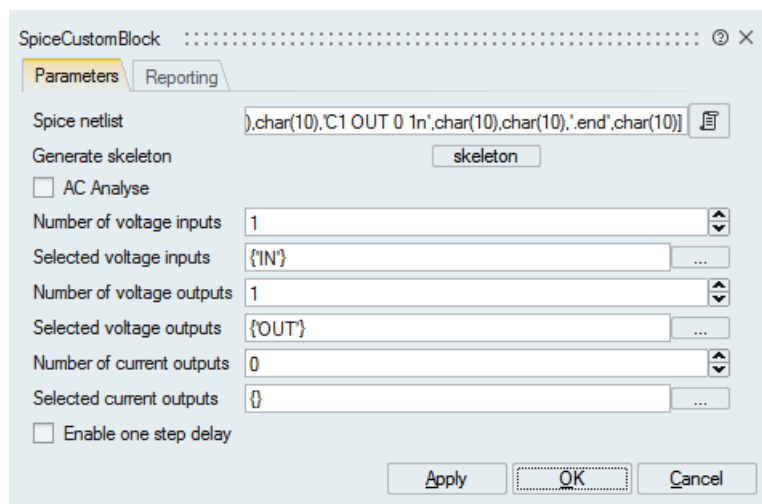 SpiceCustomBlock
Parameters Reporting
Spice netlist ),char(10),'C1 OUT 0 1n',char(10),char(10),'.end',char(10)]
Generate skeleton skeleton
AC Analyse
Number of voltage inputs 1
Selected voltage inputs {'IN'} ...
Number of voltage outputs 1
Selected voltage outputs {'OUT'} ...
Number of current outputs 0
Selected current outputs {} ...
Enable one step delay
Apply OK Cancel